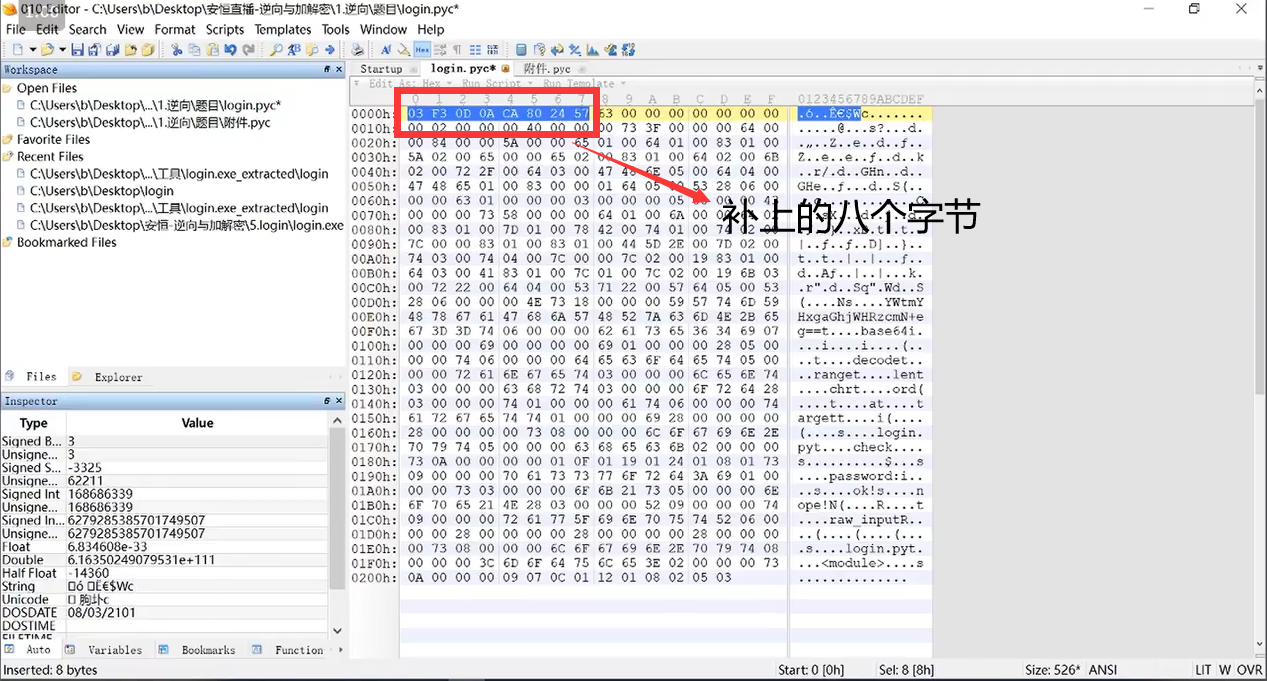 010 Editor - C:\Users\b\Desktop\安恒直播-逆向与加解密\1.逆向\题目\login.pyc*
File Edit Search View Format Scripts Templates Tools Window Help
Workspace
Open Files
C:\Users\b\Desktop\...\1.逆向\题目\login.pyc*
C:\Users\b\Desktop\...\1.逆向\题目\附件.pyc
Favorite Files
Recent Files
C:\Users\b\Desktop\...\工具\login.exe_extracted\login
C:\Users\b\Desktop\login
C:\Users\b\Desktop\...\工具\login.exe_extracted\login
C:\Users\b\Desktop\安恒-逆向与加解密\5.login\login.exe
Bookmarked Files
Files Explorer
Inspector
Type Value
Signed B... 3
Unsigne... 3
Signed S... -3325
Unsigne... 62211
Signed Int 168686339
Unsigne... 168686339
Signed In... 6279285385701749507
Unsigne... 6279285385701749507
Float 6.834608e-33
Double 6.16350249079531e+111
Half Float -14360
String
Unicode
DOSDATE 08/03/2101
DOSTIME
Auto Variables Bookmarks Function
Startup login.pyc* 附件.pyc
Edit As: Hex Run Script Run Template
0 1 2 3 4 5 6 7 8 9 A B C D E F 0123456789ABCDEF
0000h: 03 F3 0D 0A CA 80 24 57 63 00 00 00 00 00 00 00
0010h: 00 02 00 00 00 40 00 00 00 73 3F 00 00 00 64 00
0020h: 00 84 00 00 5A 00 00 65 01 00 64 01 00 83 01 00
0030h: 5A 02 00 65 00 00 65 02 00 83 01 00 64 02 00 6B
0040h: 02 00 72 2F 00 64 03 00 47 48 6E 05 00 64 04 00
0050h: 47 48 65 01 00 83 00 00 01 64 05 00 53 28 06 00
0060h: 00 00 63 01 00 00 00 03 00 00 00 05 00 00 00 43
0070h: 00 00 00 73 58 00 00 00 64 01 00 6A 00 00 64
0080h: 00 83 01 00 7D 01 00 78 42 00 74 01 00 74 02 00
0090h: 7C 00 00 83 01 00 83 01 00 44 5D 2E 00 7D 02 00
00A0h: 74 03 00 74 04 00 7C 00 00 7C 02 00 19 83 01 00
00B0h: 64 03 00 41 83 01 00 7C 01 00 7C 02 00 19 6B 03
00C0h: 00 72 22 00 64 04 00 53 71 22 00 57 64 05 00 53
00D0h: 28 06 00 00 00 4E 73 18 00 00 00 59 57 74 6D 59
00E0h: 48 78 67 61 47 68 6A 57 48 52 7A 63 6D 4E 2B 65
00F0h: 67 3D 3D 74 06 00 00 00 62 61 73 65 36 34 69 07
0100h: 00 00 00 69 00 00 00 00 69 01 00 00 00 28 05 00
0110h: 00 00 74 06 00 00 00 64 65 63 6F 64 65 74 05 00
0120h: 00 00 72 61 6E 67 65 74 03 00 00 00 6C 65 6E 74
0130h: 03 00 00 00 63 68 72 74 03 00 00 00 6F 72 64 28
0140h: 03 00 00 00 74 01 00 00 00 61 74 06 00 00 00 74
0150h: 61 72 67 65 74 74 01 00 00 00 69 28 00 00 00 00
0160h: 28 00 00 00 00 73 08 00 00 00 6C 6F 67 69 6E 2E
0170h: 70 79 74 05 00 00 00 63 68 65 63 6B 02 00 00 00
0180h: 73 0A 00 00 00 00 01 0F 01 19 01 24 01 08 01 73
0190h: 09 00 00 00 70 61 73 73 77 6F 72 64 3A 69 01 00
01A0h: 00 00 73 03 00 00 00 6F 6B 21 73 05 00 00 00 6E
01B0h: 6F 70 65 21 4E 28 03 00 00 00 52 09 00 00 00 74
01C0h: 09 00 00 00 72 61 77 5F 69 6E 70 75 74 52 06 00
01D0h: 00 00 28 00 00 00 00 28 00 00 00 00 28 00 00 00
01E0h: 00 73 08 00 00 00 6C 6F 67 69 6E 2E 70 79 74 08
01F0h: 00 00 00 3C 6D 6F 64 75 6C 65 3E 02 00 00 00 73
0200h: 0A 00 00 00 09 07 0C 01 12 01 08 02 05 03
补上的八个字节
Inserted: 8 bytes Start: 0 [0h] Sel: 8 [8h] Size: 526* ANSI LIT W OVR